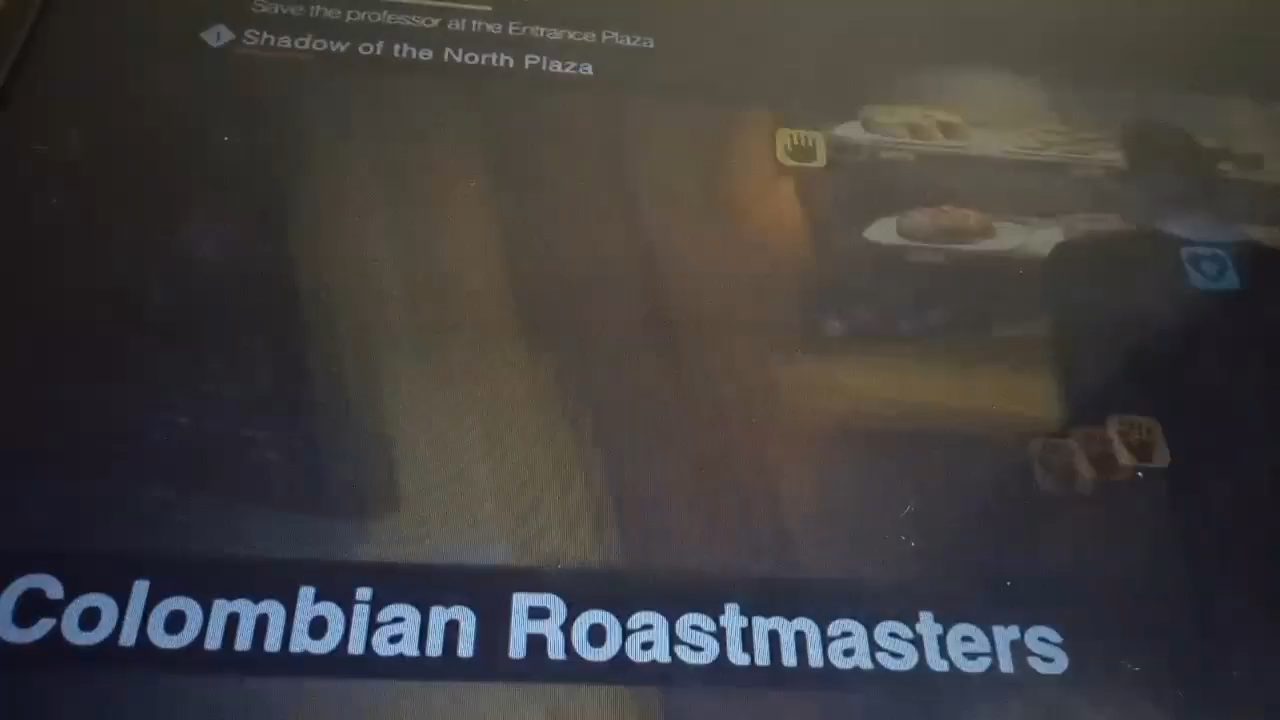 Save the professor at the Entrance Plaza
Shadow of the North Plaza
Colombian Roastmasters